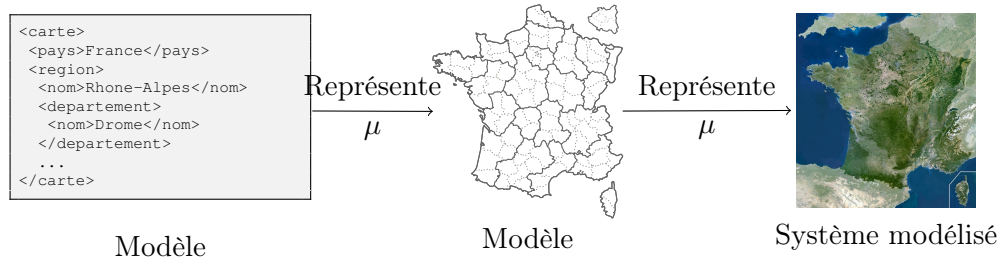 <carte>
<pays>France</pays>
<region>
<nom>Rhone-Alpes</nom>
<departement>
<nom>Drome</nom>
</departement>
...
</carte>
Représente
μ
Représente
μ
Modèle
Modèle
Système modélisé